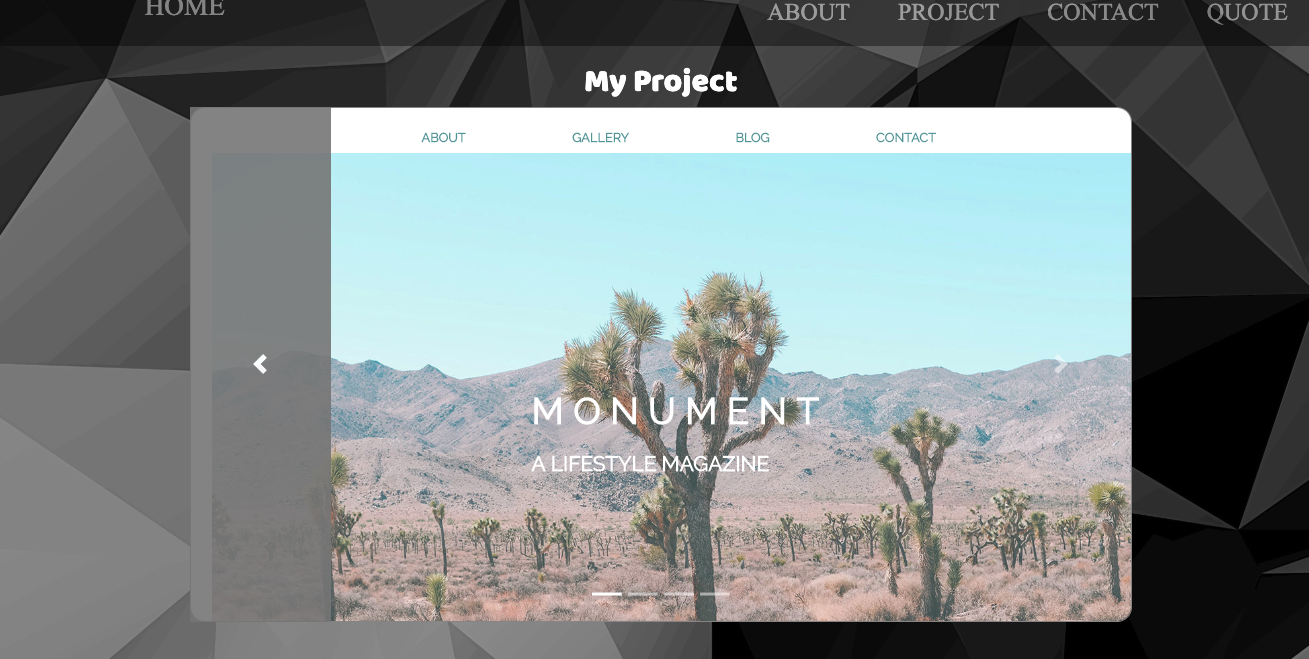 HOME
ABOUT PROJECT CONTACT QUOTE
My Project
ABOUT GALLERY BLOG CONTACT
MONUMENT
A LIFESTYLE MAGAZINE